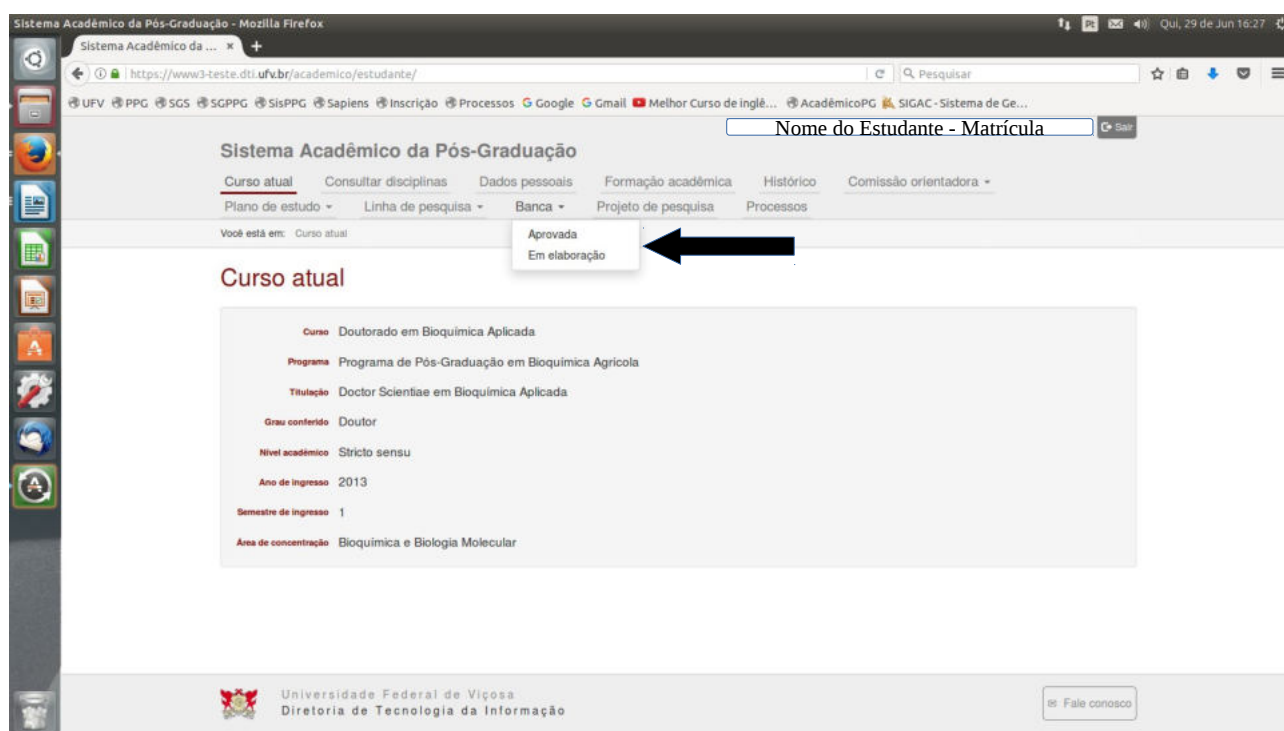 Sistema Acadêmico da Pós-Graduação - Mozilla Firefox
Pt
Qui, 29 de Jun 16:27
Sistema Acadêmico da ... × +
https://www3-teste.dti.ufv.br/academico/estudante/
Pesquisar
UFV PPG SGS SGPPG SisPPG Sapiens Inscrição Processos Google Gmail Melhor Curso de inglê... AcadêmicoPG SIGAC - Sistema de Ge...
Nome do Estudante - Matrícula
Sair
Sistema Acadêmico da Pós-Graduação
Curso atual Consultar disciplinas Dados pessoais Formação acadêmica Histórico Comissão orientadora
Plano de estudo Linha de pesquisa Banca Projeto de pesquisa Processos
Você está em: Curso atual
Aprovada
Em elaboração
Curso atual
Curso Doutorado em Bioquímica Aplicada
Programa Programa de Pós-Graduação em Bioquímica Agrícola
Titulação Doctor Scientiae em Bioquímica Aplicada
Grau conferido Doutor
Nível acadêmico Stricto sensu
Ano de ingresso 2013
Semestre de ingresso 1
Área de concentração Bioquímica e Biologia Molecular
Universidade Federal de Viçosa
Diretoria de Tecnologia da Informação
Fale conosco